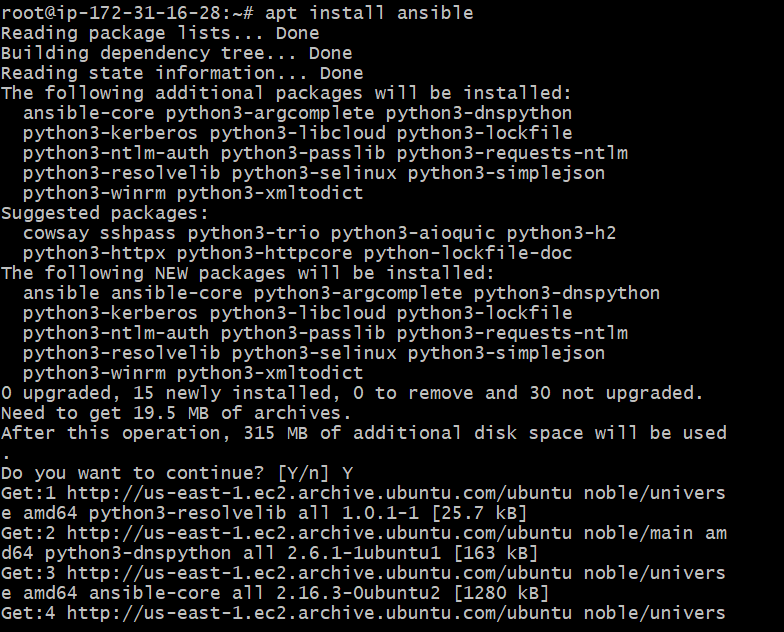 root@ip-172-31-16-28:~# apt install ansible
Reading package lists... Done
Building dependency tree... Done
Reading state information... Done
The following additional packages will be installed:
  ansible-core python3-argcomplete python3-dnspython
  python3-kerberos python3-libcloud python3-lockfile
  python3-ntlm-auth python3-passlib python3-requests-ntlm
  python3-resolvelib python3-selinux python3-simplejson
  python3-winrm python3-xmltodict
Suggested packages:
  cowsay sshpass python3-trio python3-aioquic python3-h2
  python3-httpx python3-httpcore python-lockfile-doc
The following NEW packages will be installed:
  ansible ansible-core python3-argcomplete python3-dnspython
  python3-kerberos python3-libcloud python3-lockfile
  python3-ntlm-auth python3-passlib python3-requests-ntlm
  python3-resolvelib python3-selinux python3-simplejson
  python3-winrm python3-xmltodict
0 upgraded, 15 newly installed, 0 to remove and 30 not upgraded.
Need to get 19.5 MB of archives.
After this operation, 315 MB of additional disk space will be used
.
Do you want to continue? [Y/n] Y
Get:1 http://us-east-1.ec2.archive.ubuntu.com/ubuntu noble/univers
e amd64 python3-resolvelib all 1.0.1-1 [25.7 kB]
Get:2 http://us-east-1.ec2.archive.ubuntu.com/ubuntu noble/main am
d64 python3-dnspython all 2.6.1-1ubuntu1 [163 kB]
Get:3 http://us-east-1.ec2.archive.ubuntu.com/ubuntu noble/univers
e amd64 ansible-core all 2.16.3-0ubuntu2 [1280 kB]
Get:4 http://us-east-1.ec2.archive.ubuntu.com/ubuntu noble/univers